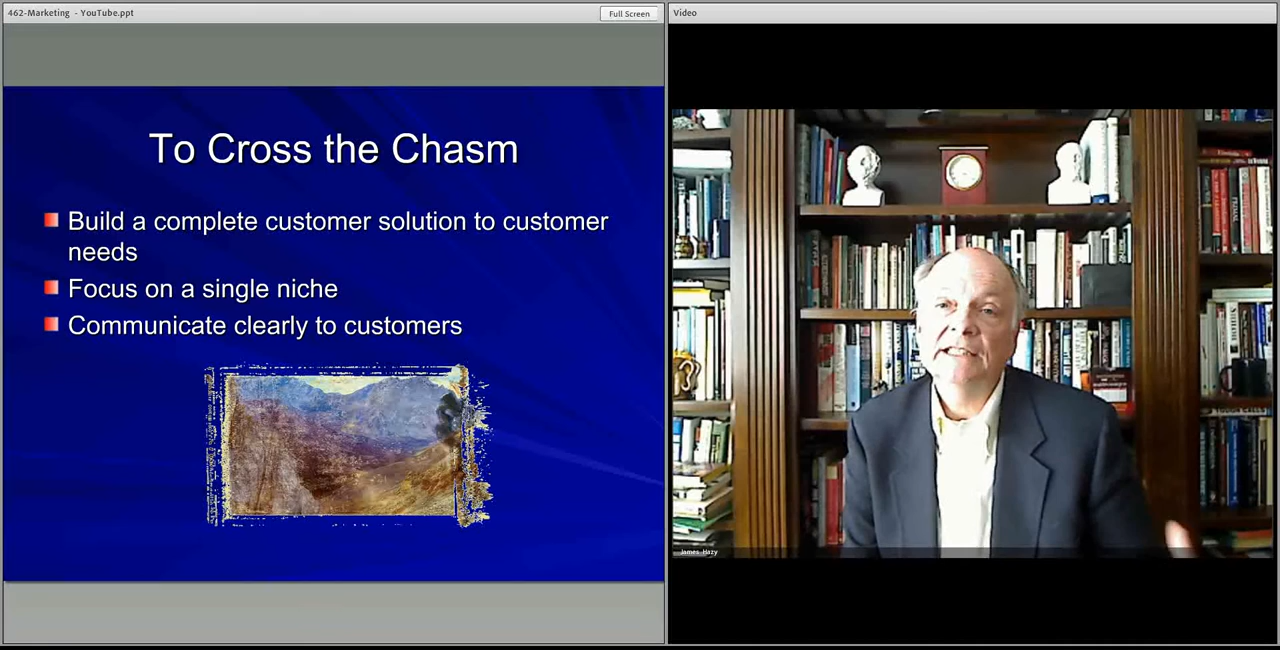 462-Marketing - YouTube.ppt
Full Screen
Video
To Cross the Chasm
Build a complete customer solution to customer
needs
Focus on a single niche
Communicate clearly to customers
James Hazy